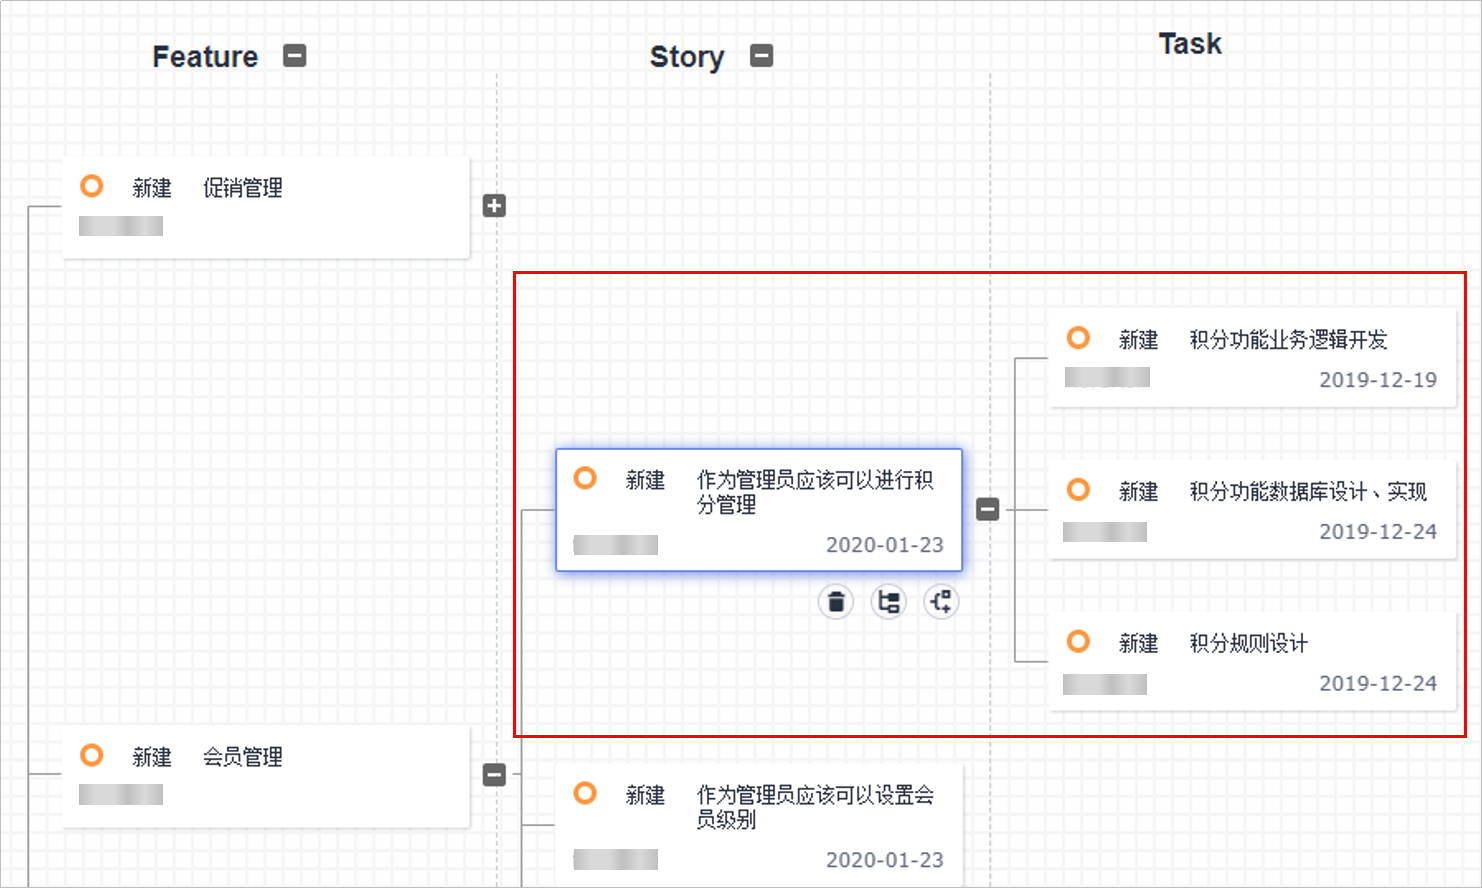 Feature
Story
Task
新建 促销管理
新建 积分功能业务逻辑开发
2019-12-19
新建 作为管理员应该可以进行积
分管理
2020-01-23
新建 积分功能数据库设计、实现
2019-12-24
新建 积分规则设计
2019-12-24
新建 会员管理
新建 作为管理员应该可以设置会
员级别
2020-01-23